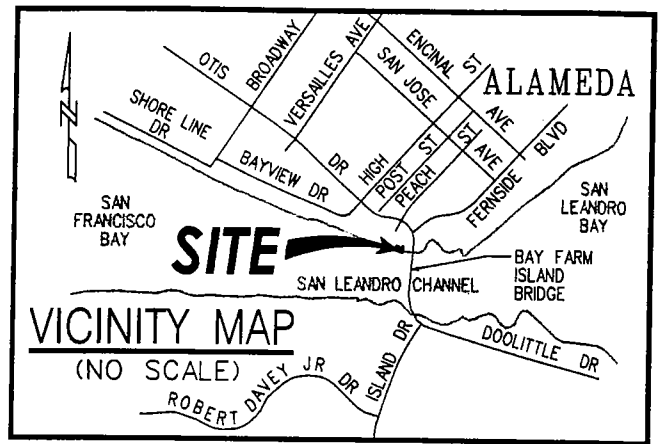 OTIS
BROADWAY
VERSAILLES AVE
ENCINAL
AVE
SAN JOSE
AVE
ST
ALAMEDA
SHORE LINE
DR
BAYVIEW DR
DR
HIGH
POST ST
PEACH
ST
FERNSIDE
BLVD
SAN
FRANCISCO
BAY
SAN
LEANDRO
BAY
SITE
BAY FARM
ISLAND
BRIDGE
SAN LEANDRO CHANNEL
VICINITY MAP
(NO SCALE)
DOOLITTLE DR
ISLAND DR
ROBERT DAVEY JR DR
N